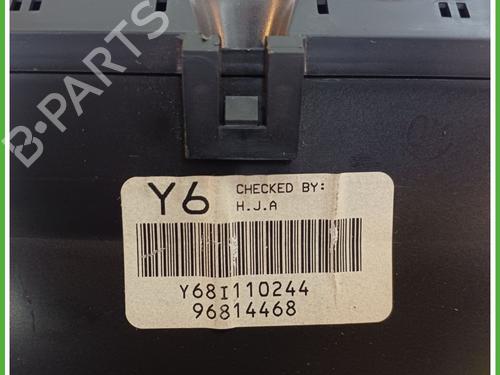 B-PARTS
Y6 CHECKED BY:
H.J.A
Y68I110244
96814468